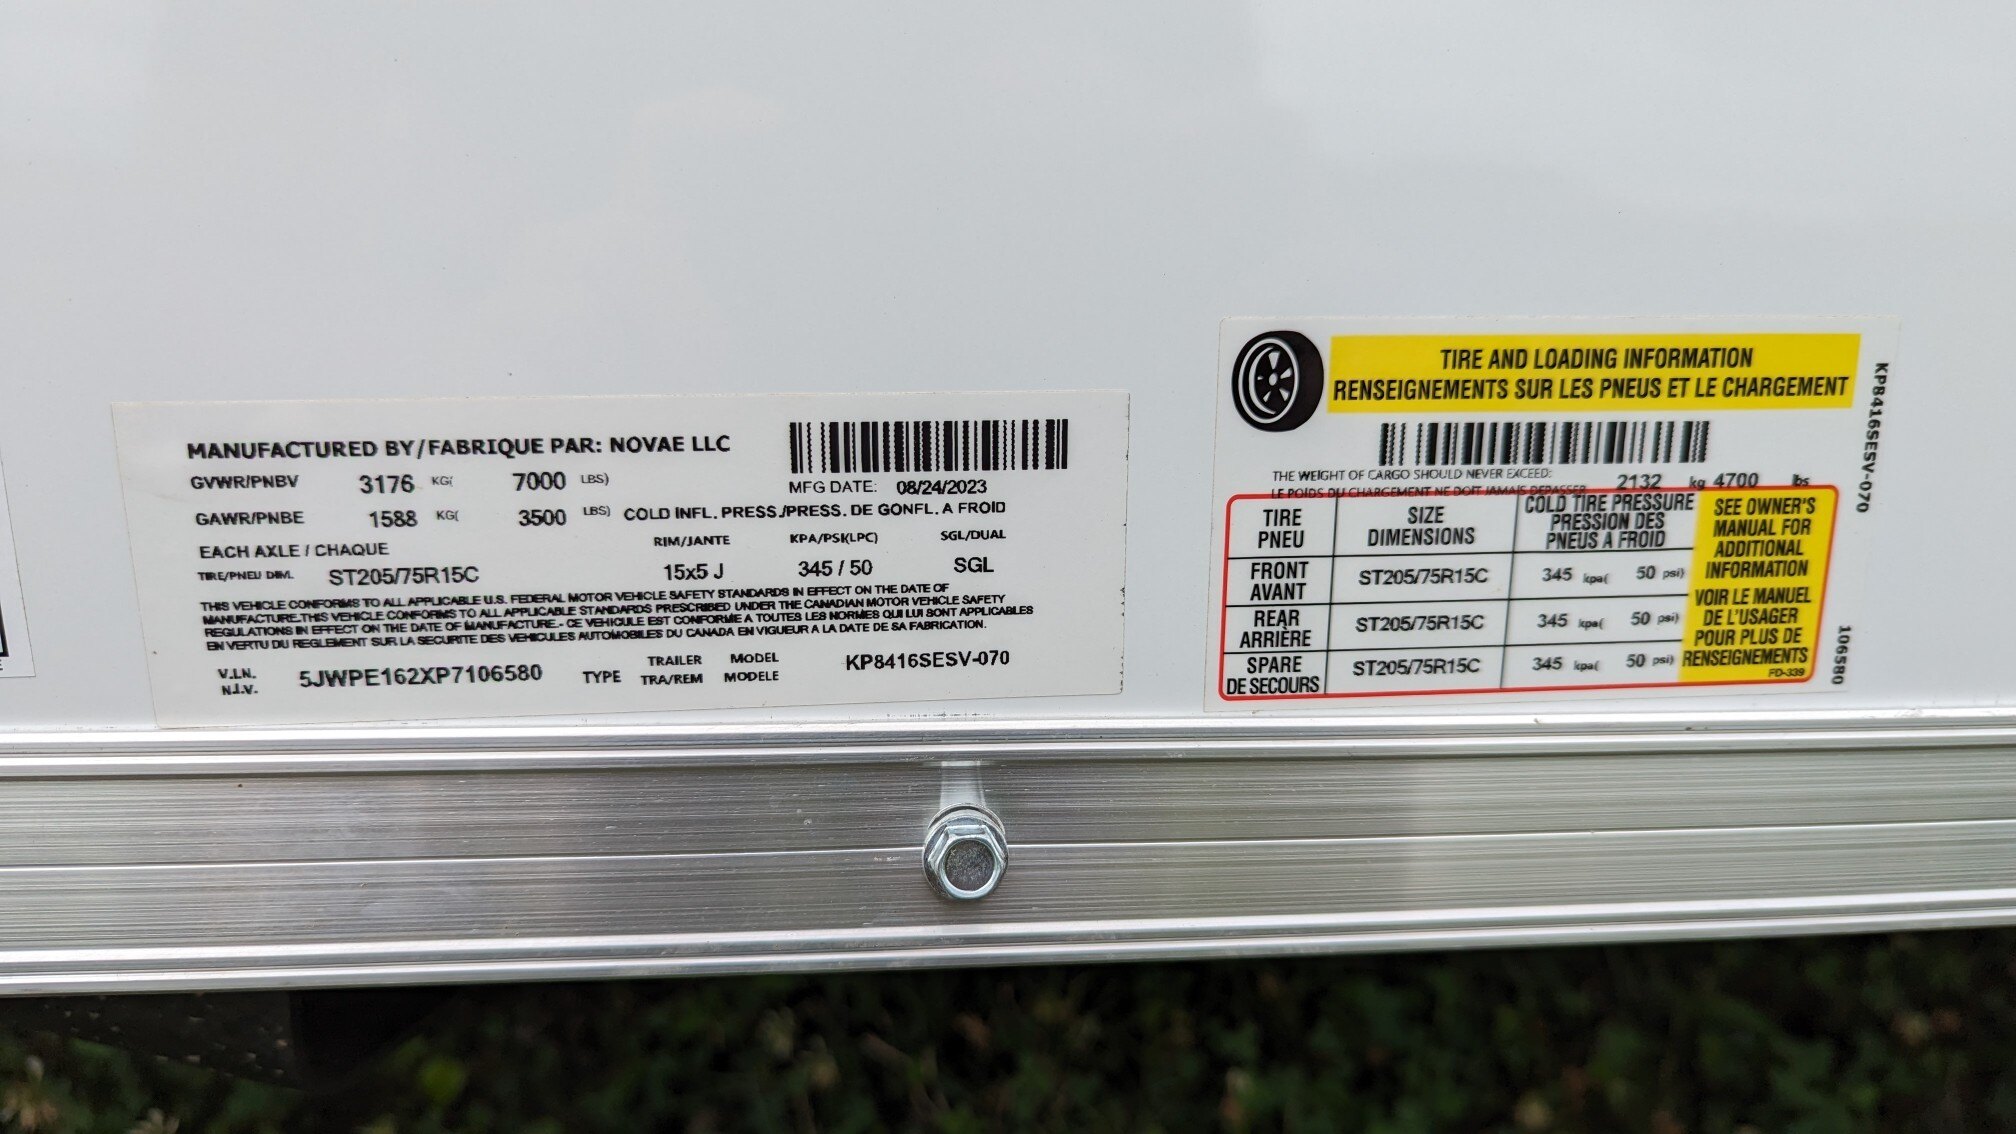 MANUFACTURED BY/FABRIQUE PAR: NOVAE LLC
GVWR/PNBV 3176 KG( 7000 LBS)
MFG DATE: 08/24/2023
GAWR/PNBE 1588 KG( 3500 LBS) COLD INFL. PRESS./PRESS. DE GONFL. A FROID
EACH AXLE / CHAQUE RIM/JANTE KPA/PSI(LPC) SGL/DUAL
TIRE/PNEU DIM. ST205/75R15C 15x5 J 345 / 50 SGL
THIS VEHICLE CONFORMS TO ALL APPLICABLE U.S. FEDERAL MOTOR VEHICLE SAFETY STANDARDS IN EFFECT ON THE DATE OF
MANUFACTURE.THIS VEHICLE CONFORMS TO ALL APPLICABLE STANDARDS PRESCRIBED UNDER THE CANADIAN MOTOR VEHICLE SAFETY
REGULATIONS IN EFFECT ON THE DATE OF MANUFACTURE.- CE VEHICULE EST CONFORME A TOUTES LES NORMES QUI LUI SONT APPLICABLES
EN VERTU DU REGLEMENT SUR LA SECURITE DES VEHICULES AUTOMOBILES DU CANADA EN VIGUEUR A LA DATE DE SA FABRICATION.
V.I.N. 5JWPE162XP7106580 TYPE TRAILER MODEL KP8416SESV-070
N.I.V. TRA/REM MODELE
TIRE AND LOADING INFORMATION
RENSEIGNEMENTS SUR LES PNEUS ET LE CHARGEMENT
THE WEIGHT OF CARGO SHOULD NEVER EXCEED:
LE POIDS DU CHARGEMENT NE DOIT JAMAIS DEPASSER 2132 kg 4700 lbs
TIRE SIZE COLD TIRE PRESSURE
PNEU DIMENSIONS PRESSION DES
PNEUS A FROID
FRONT
AVANT ST205/75R15C 345 kpa( 50 psi)
REAR
ARRIÈRE ST205/75R15C 345 kpa( 50 psi)
SPARE
DE SECOURS ST205/75R15C 345 kpa( 50 psi)
SEE OWNER'S
MANUAL FOR
ADDITIONAL
INFORMATION
VOIR LE MANUEL
DE L'USAGER
POUR PLUS DE
RENSEIGNEMENTS
FD-339
KP8416SESV-070
106580